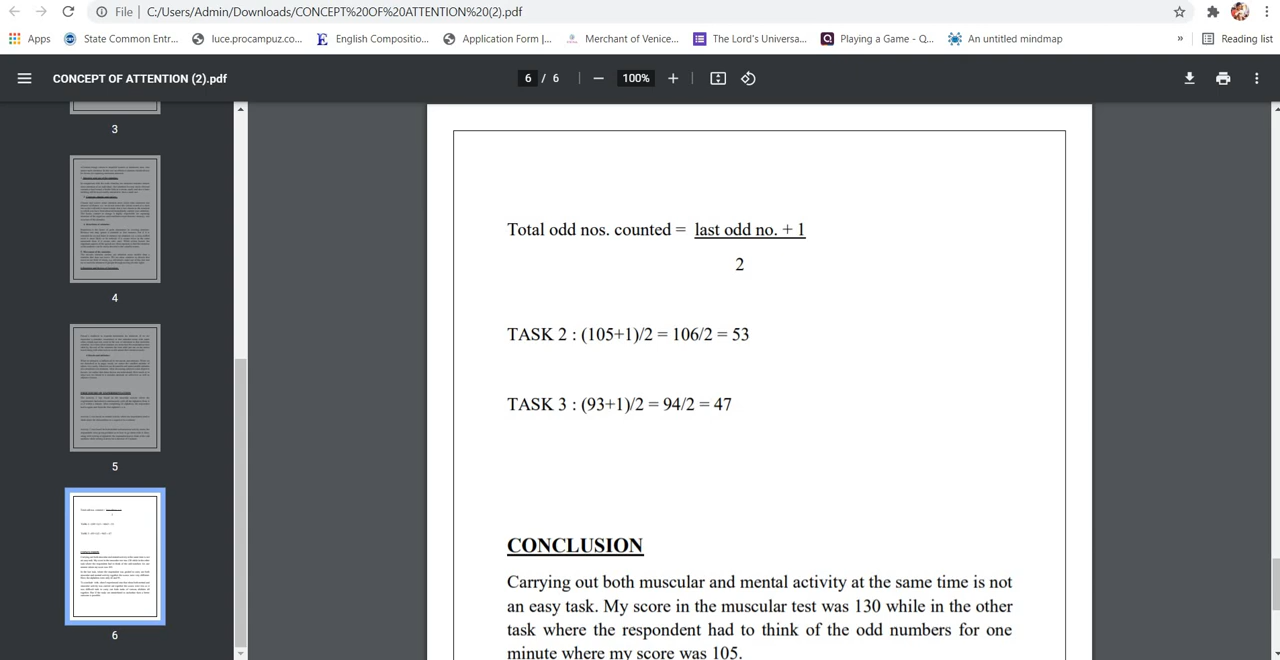 File | C:/Users/Admin/Downloads/CONCEPT%20OF%20ATTENTION%20(2).pdf
Apps State Common Entr... luce.procampuz.co... English Compositio... Application Form |... Merchant of Venice... The Lord's Universa... Playing a Game - Q... An untitled mindmap » Reading list
CONCEPT OF ATTENTION (2).pdf 6 / 6 — 100% +
3
4
5
6
Total odd nos. counted = last odd no. + 1
2
TASK 2 : (105+1)/2 = 106/2 = 53
TASK 3 : (93+1)/2 = 94/2 = 47
CONCLUSION
Carrying out both muscular and mental activity at the same time is not
an easy task. My score in the muscular test was 130 while in the other
task where the respondent had to think of the odd numbers for one
minute where my score was 105.